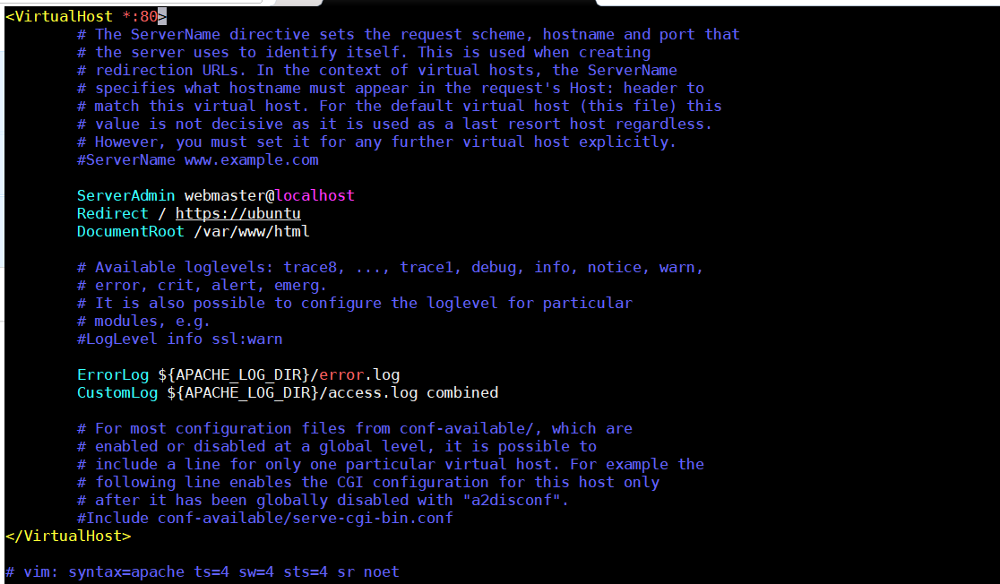 <VirtualHost *:80>
# The ServerName directive sets the request scheme, hostname and port that
# the server uses to identify itself. This is used when creating
# redirection URLs. In the context of virtual hosts, the ServerName
# specifies what hostname must appear in the request's Host: header to
# match this virtual host. For the default virtual host (this file) this
# value is not decisive as it is used as a last resort host regardless.
# However, you must set it for any further virtual host explicitly.
#ServerName www.example.com
ServerAdmin webmaster@localhost
Redirect / https://ubuntu
DocumentRoot /var/www/html
# Available loglevels: trace8, ..., trace1, debug, info, notice, warn,
# error, crit, alert, emerg.
# It is also possible to configure the loglevel for particular
# modules, e.g.
#LogLevel info ssl:warn
ErrorLog ${APACHE_LOG_DIR}/error.log
CustomLog ${APACHE_LOG_DIR}/access.log combined
# For most configuration files from conf-available/, which are
# enabled or disabled at a global level, it is possible to
# include a line for only one particular virtual host. For example the
# following line enables the CGI configuration for this host only
# after it has been globally disabled with "a2disconf".
#Include conf-available/serve-cgi-bin.conf
</VirtualHost>
# vim: syntax=apache ts=4 sw=4 sts=4 sr noet